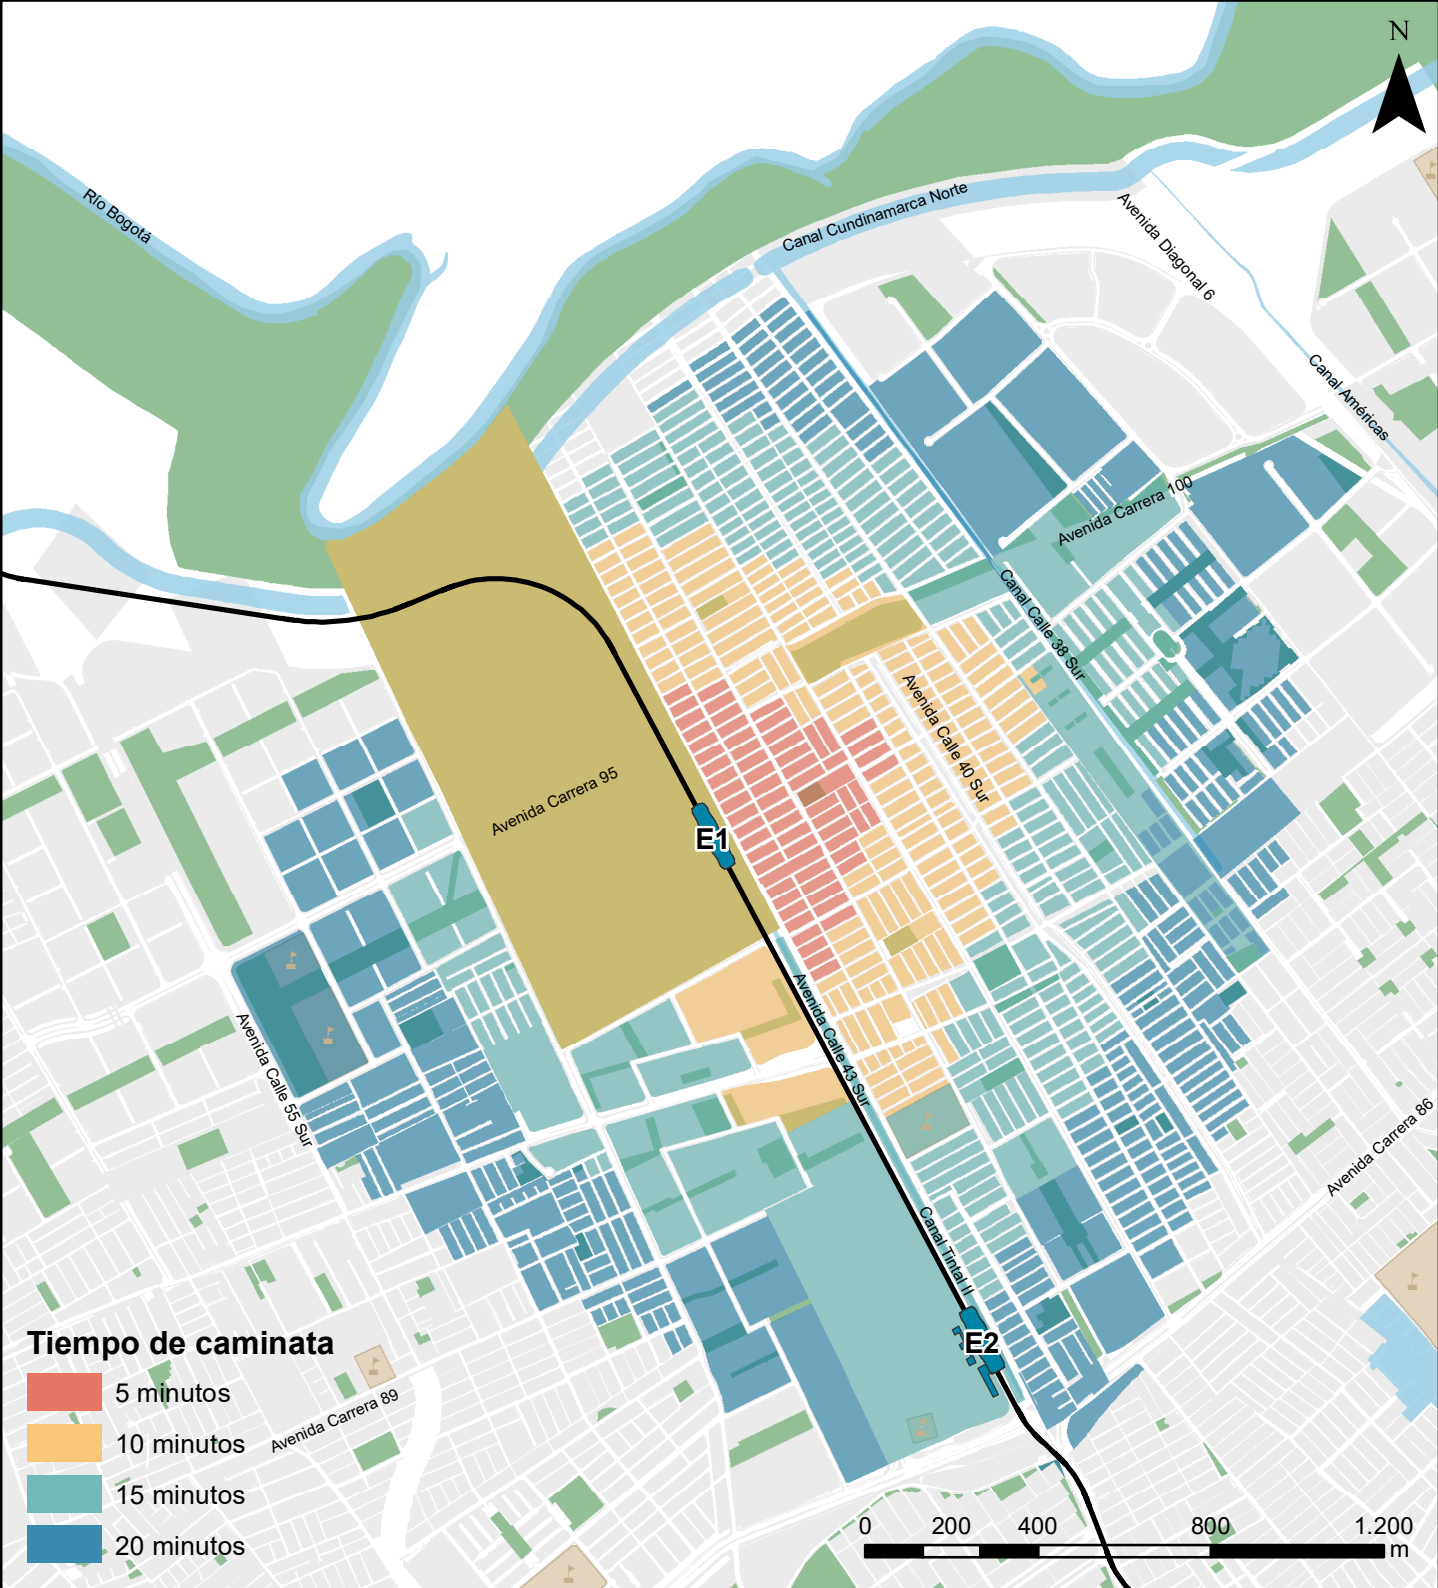 N
Río Bogotá
Canal Cundinamarca Norte
Avenida Diagonal 6
Canal Américas
Avenida Carrera 100
Canal Calle 38 Sur
Avenida Calle 40 Sur
Avenida Carrera 95
E1
Avenida Calle 43 Sur
Avenida Calle 55 Sur
Avenida Carrera 86
Canal Tintal II
E2
Tiempo de caminata
5 minutos
10 minutos
15 minutos
20 minutos
Avenida Carrera 89
0 200 400 800 1.200
m